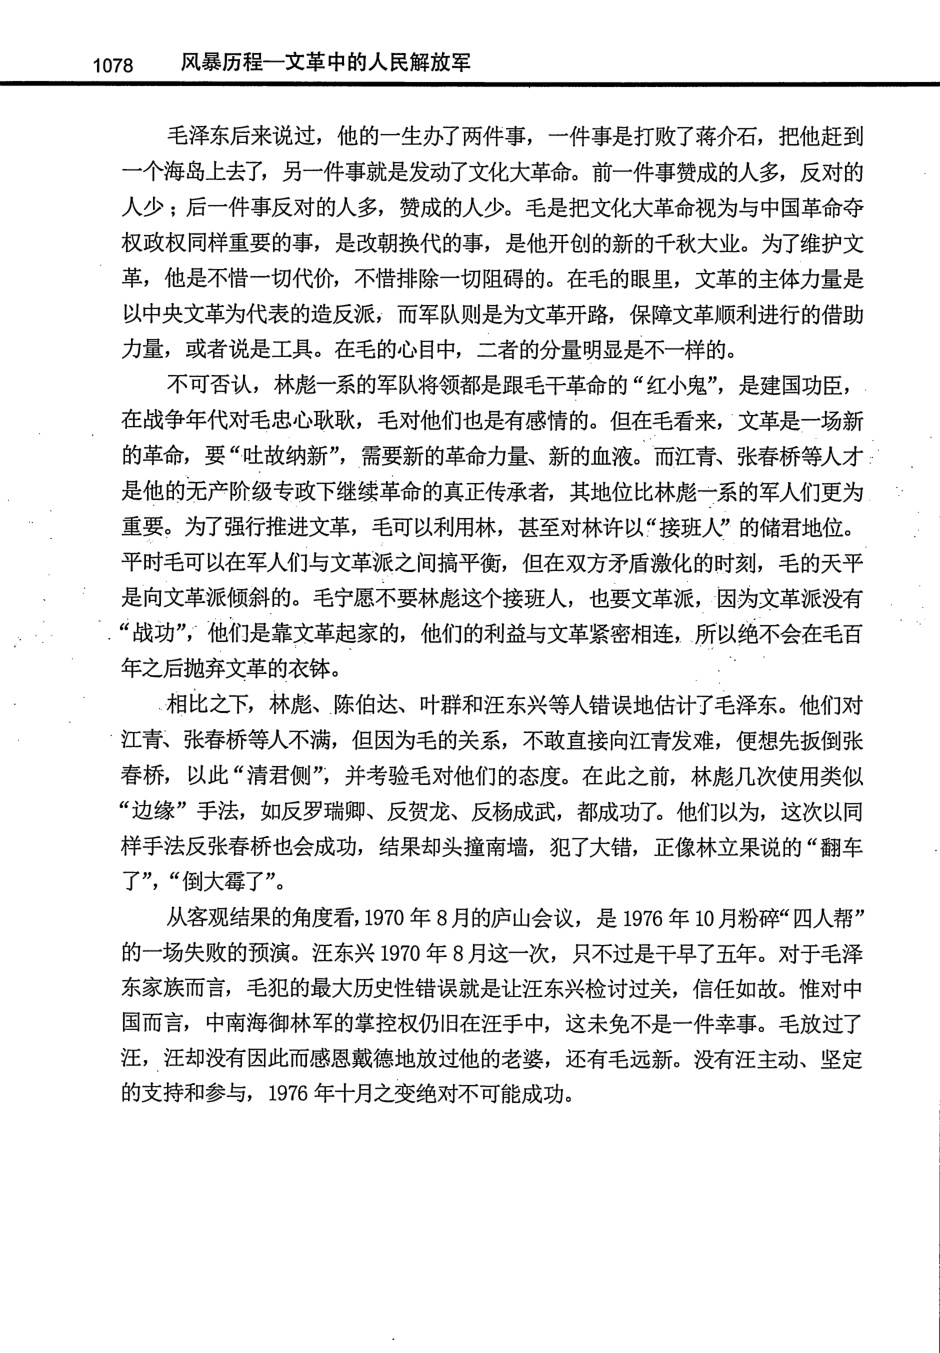 1078 风暴历程—文革中的人民解放军
毛泽东后来说过，他的一生办了两件事，一件事是打败了蒋介石，把他赶到
一个海岛上去了，另一件事就是发动了文化大革命。前一件事赞成的人多，反对的
人少；后一件事反对的人多，赞成的人少。毛是把文化大革命视为与中国革命夺
权政权同样重要的事，是改朝换代的事，是他开创的新的千秋大业。为了维护文
革，他是不惜一切代价，不惜排除一切阻碍的。在毛的眼里，文革的主体力量是
以中央文革为代表的造反派，而军队则是为文革开路，保障文革顺利进行的借助
力量，或者说是工具。在毛的心目中，二者的分量明显是不一样的。
不可否认，林彪一系的军队将领都是跟毛干革命的“红小鬼”，是建国功臣，
在战争年代对毛忠心耿耿，毛对他们也是有感情的。但在毛看来，文革是一场新
的革命，要“吐故纳新”，需要新的革命力量、新的血液。而江青、张春桥等人才
是他的无产阶级专政下继续革命的真正传承者，其地位比林彪一系的军人们更为
重要。为了强行推进文革，毛可以利用林，甚至对林许以“接班人”的储君地位。
平时毛可以在军人们与文革派之间搞平衡，但在双方矛盾激化的时刻，毛的天平
是向文革派倾斜的。毛宁愿不要林彪这个接班人，也要文革派，因为文革派没有
“战功”，他们是靠文革起家的，他们的利益与文革紧密相连，所以绝不会在毛百
年之后抛弃文革的衣钵。
相比之下，林彪、陈伯达、叶群和汪东兴等人错误地估计了毛泽东。他们对
江青、张春桥等人不满，但因为毛的关系，不敢直接向江青发难，便想先扳倒张
春桥，以此“清君侧”，并考验毛对他们的态度。在此之前，林彪几次使用类似
“边缘”手法，如反罗瑞卿、反贺龙、反杨成武，都成功了。他们以为，这次以同
样手法反张春桥也会成功，结果却头撞南墙，犯了大错，正像林立果说的“翻车
了”，“倒大霉了”。
从客观结果的角度看，1970 年 8 月的庐山会议，是 1976 年 10 月粉碎“四人帮”
的一场失败的预演。汪东兴 1970 年 8 月这一次，只不过是干早了五年。对于毛泽
东家族而言，毛犯的最大历史性错误就是让汪东兴检讨过关，信任如故。惟对中
国而言，中南海御林军的掌控权仍旧在汪手中，这未免不是一件幸事。毛放过了
汪，汪却没有因此而感恩戴德地放过他的老婆，还有毛远新。没有汪主动、坚定
的支持和参与，1976 年十月之变绝对不可能成功。